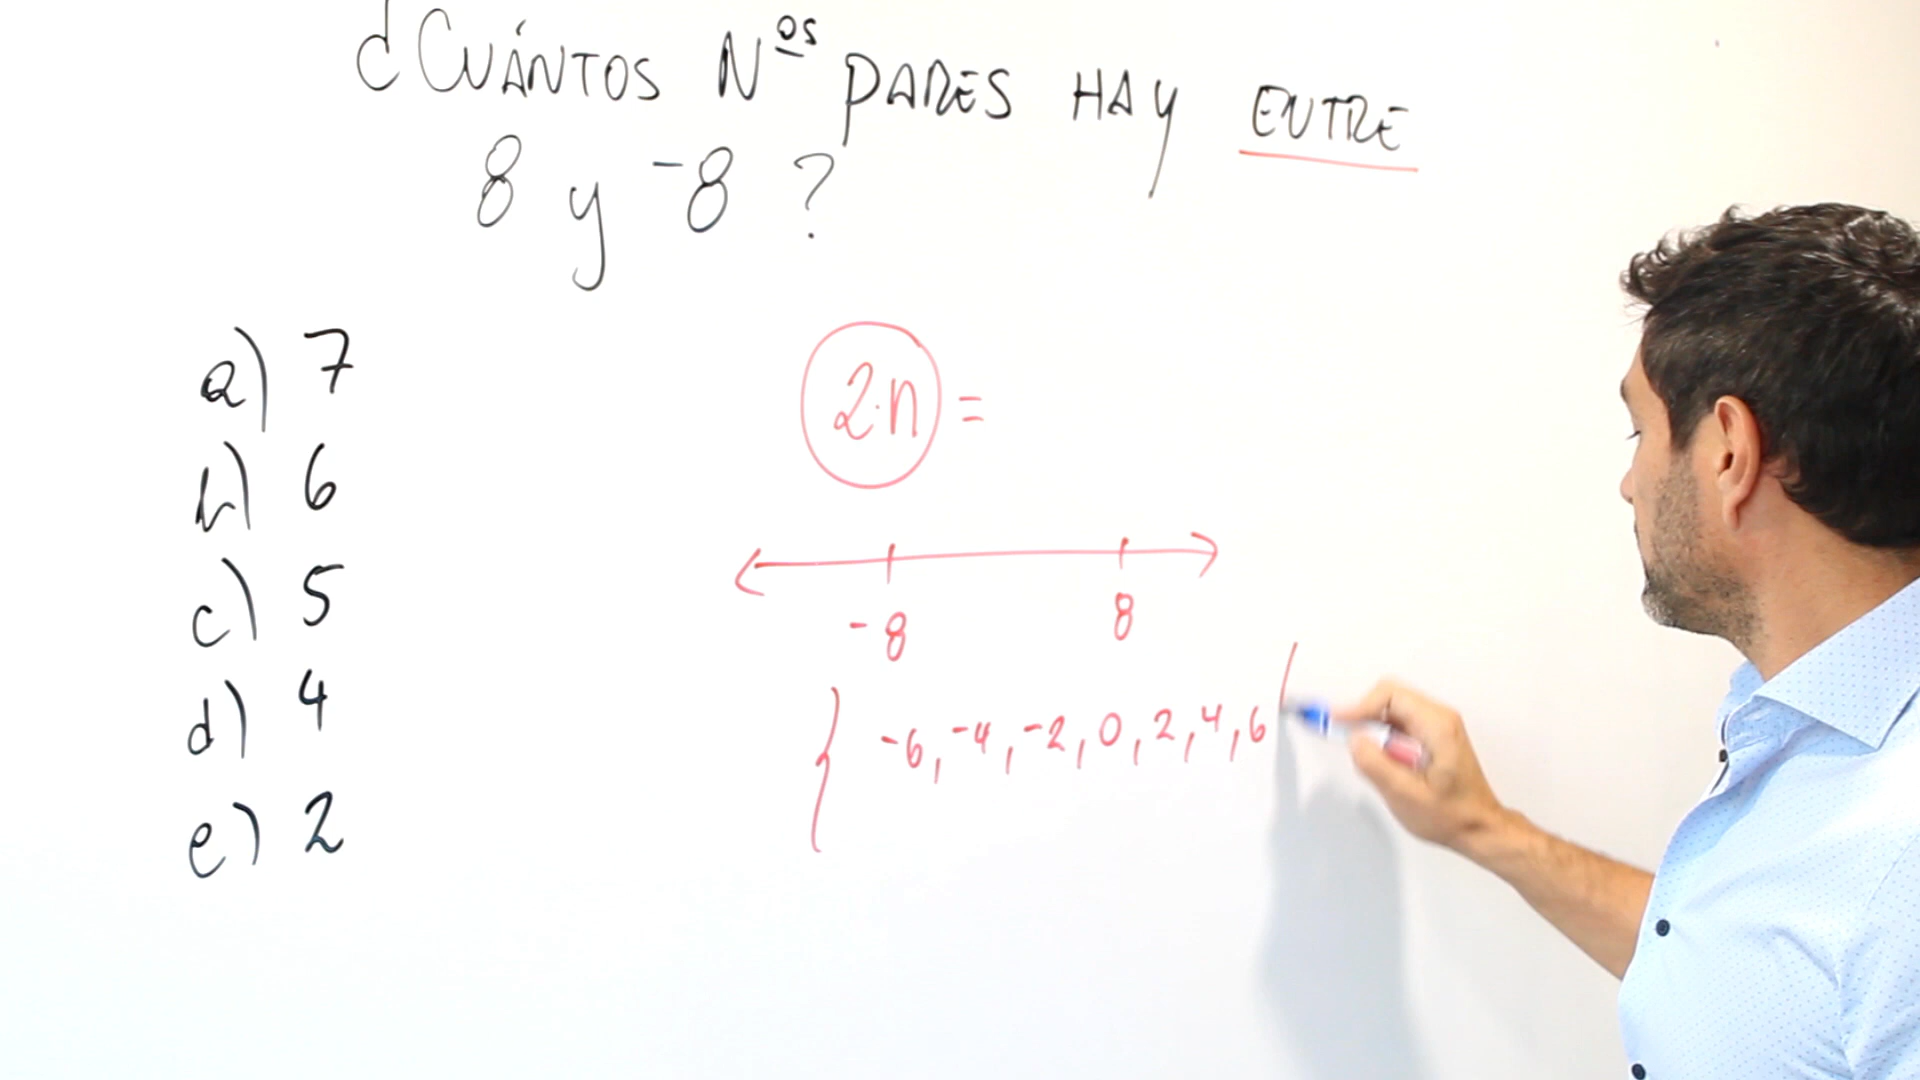 ¿CUÁNTOS Nºs PARES HAY ENTRE
8 y -8 ?
a) 7
b) 6
c) 5
d) 4
e) 2
2·n =
-8 8
{ -6, -4, -2, 0, 2, 4, 6